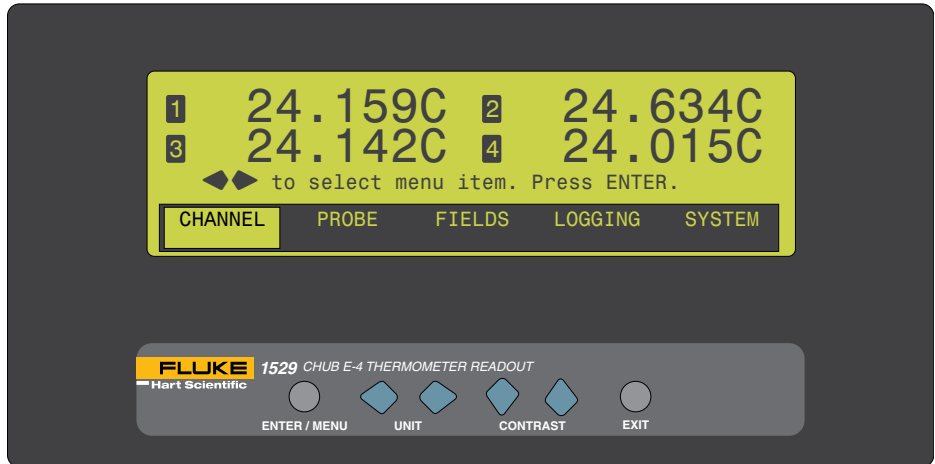 1 24.159C 2 24.634C
3 24.142C 4 24.015C
to select menu item. Press ENTER.
CHANNEL PROBE FIELDS LOGGING SYSTEM
FLUKE 1529 CHUB E-4 THERMOMETER READOUT
Hart Scientific
ENTER / MENU UNIT CONTRAST EXIT